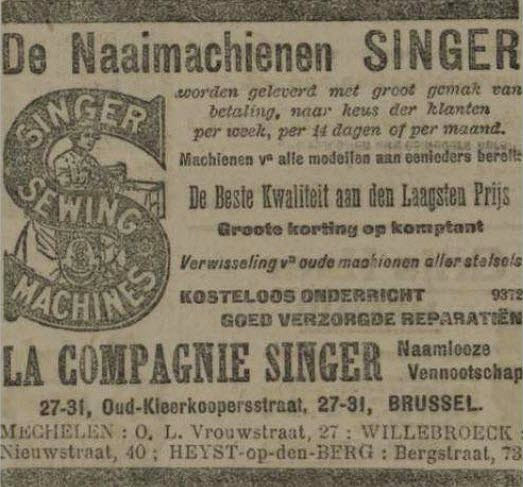 De Naaimachienen SINGER
worden geleverd met groot gemak van
betaling, naar keus der klanten
per week, per 14 dagen of per maand.
Machienen vn alle modellen aan eenieders bereik
De Beste Kwaliteit aan den Laagsten Prijs
Groote korting op komptant
Verwisseling vn oude machienen aller stelsels
KOSTELOOS ONDERRICHT 9372
GOED VERZORGDE REPARATIËN
SINGER
SEWING
MACHINES
LA COMPAGNIE SINGER Naamlooze
Vennootschap
27-31, Oud-Kleerkoopersstraat, 27-31, BRUSSEL.
MECHELEN : O. L. Vrouwstraat, 27 ; WILLEBROECK :
Nieuwstraat, 40 ; HEYST-op-den-BERG : Bergstraat, 73